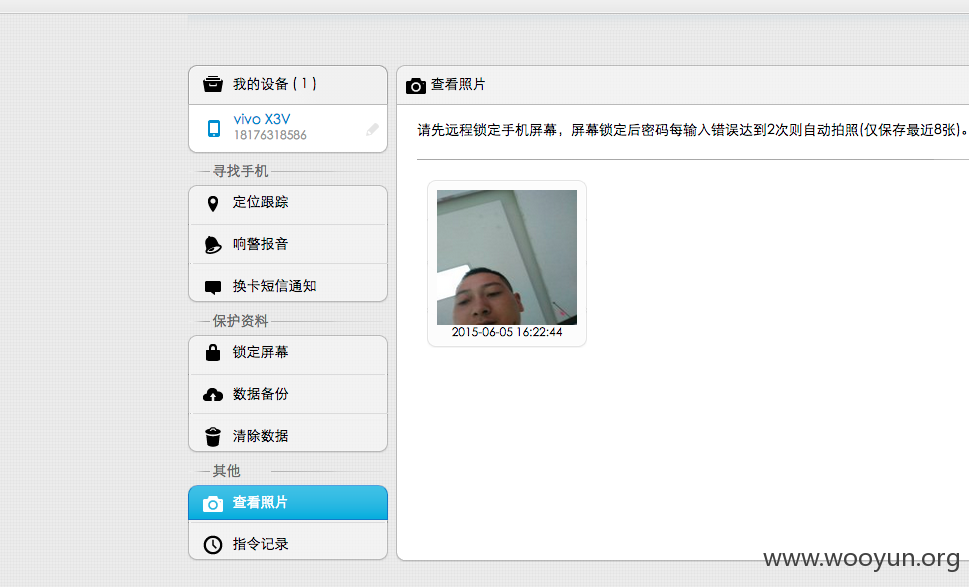 我的设备 ( 1 )
vivo X3V
18176318586
寻找手机
定位跟踪
响警报音
换卡短信通知
保护资料
锁定屏幕
数据备份
清除数据
其他
查看照片
指令记录
查看照片
请先远程锁定手机屏幕，屏幕锁定后密码每输入错误达到2次则自动拍照(仅保存最近8张)。
2015-06-05 16:22:44
www.wooyun.org